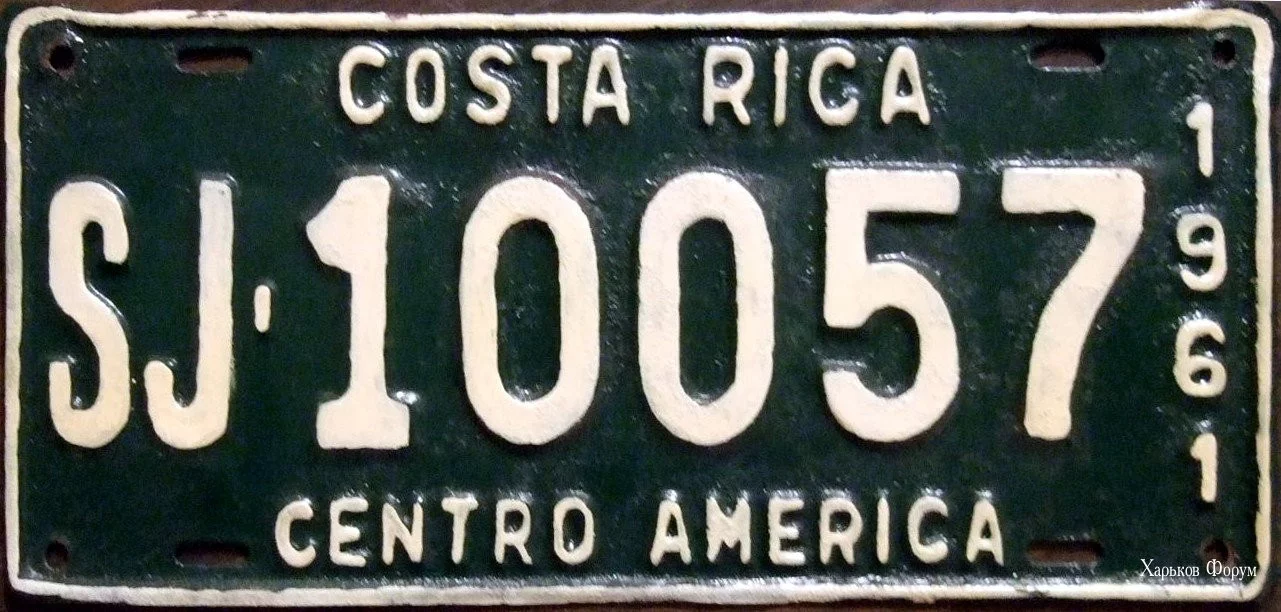 COSTA RICA
SJ-10057
1961
CENTRO AMERICA
Харьков Форум